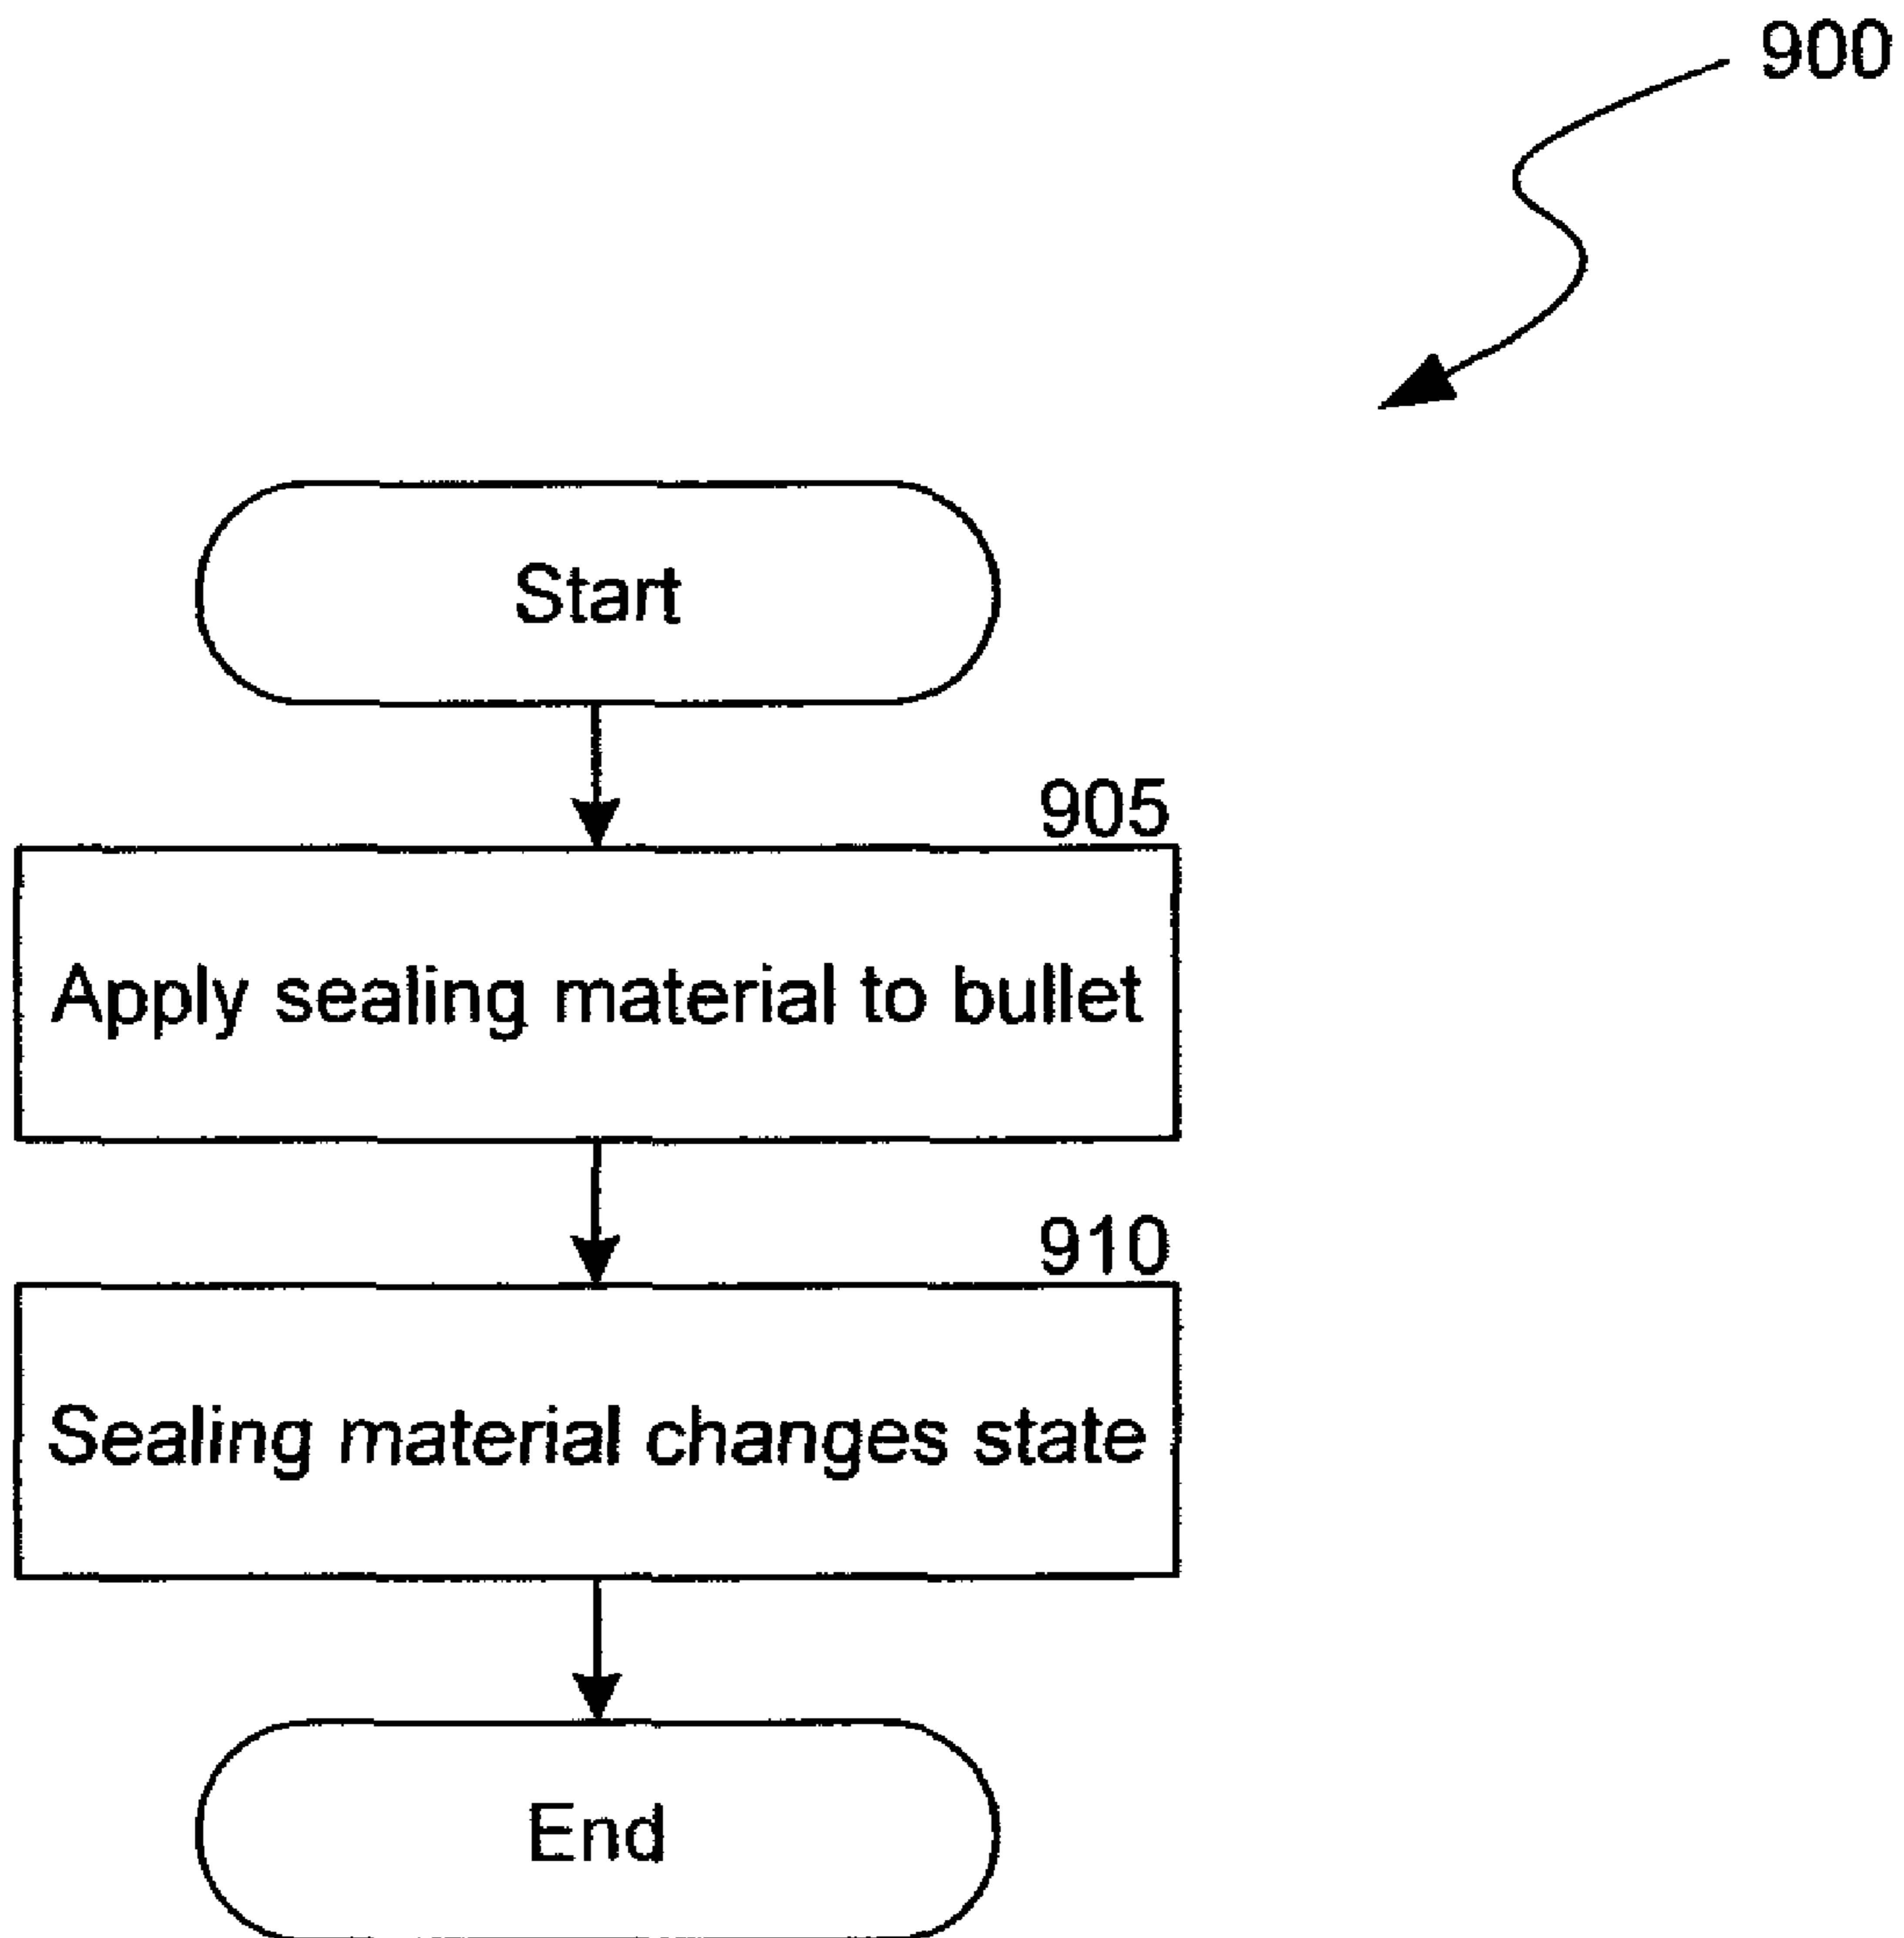 900
Start
905
Apply sealing material to bullet
910
Sealing material changes state
End